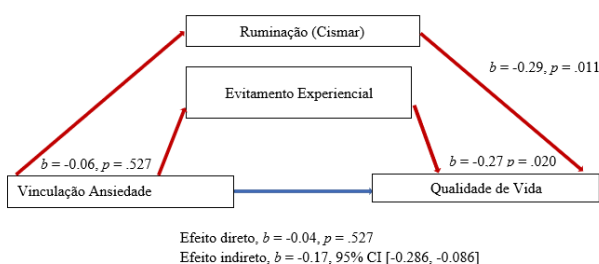 Ruminação (Cismar)
b = -0.29, p = .011
Evitamento Experiencial
b = -0.06, p = .527
b = -0.27 p = .020
Vinculação Ansiedade
Qualidade de Vida
Efeito direto, b = -0.04, p = .527
Efeito indireto, b = -0.17, 95% CI [-0.286, -0.086]